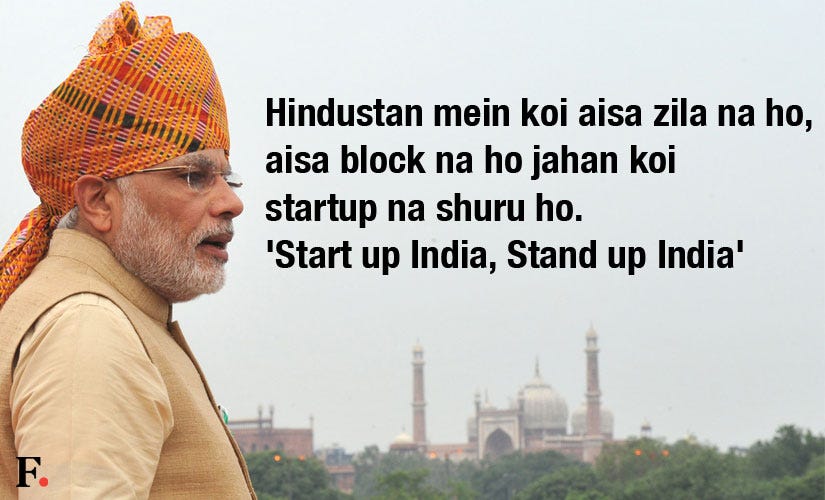 Hindustan mein koi aisa zila na ho,
aisa block na ho jahan koi
startup na shuru ho.
'Start up India, Stand up India'
F.